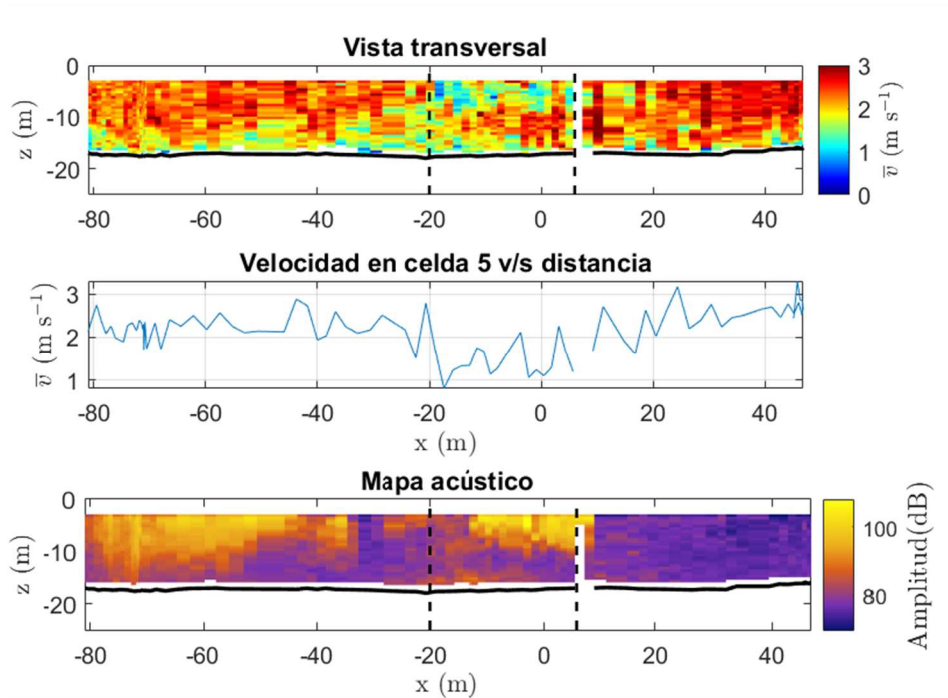 Vista transversal
0
-10
-20
z (m)
-80 -60 -40 -20 0 20 40
3
2
1
0
v̅ (m s⁻¹)
Velocidad en celda 5 v/s distancia
3
2
1
v̅ (m s⁻¹)
-80 -60 -40 -20 0 20 40
x (m)
Mapa acústico
0
-10
-20
z (m)
-80 -60 -40 -20 0 20 40
x (m)
100
80
Amplitud(dB)